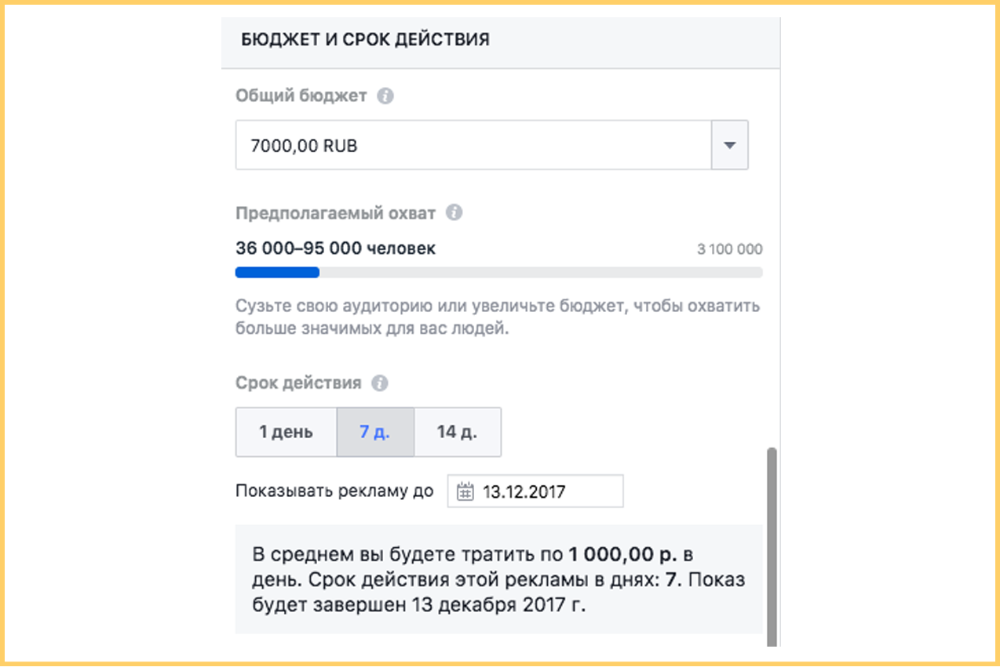 БЮДЖЕТ И СРОК ДЕЙСТВИЯ
Общий бюджет
7000,00 RUB
Предполагаемый охват
36 000–95 000 человек 3 100 000
Сузьте свою аудиторию или увеличьте бюджет, чтобы охватить
больше значимых для вас людей.
Срок действия
1 день 7 д. 14 д.
Показывать рекламу до 13.12.2017
В среднем вы будете тратить по 1 000,00 р. в
день. Срок действия этой рекламы в днях: 7. Показ
будет завершен 13 декабря 2017 г.